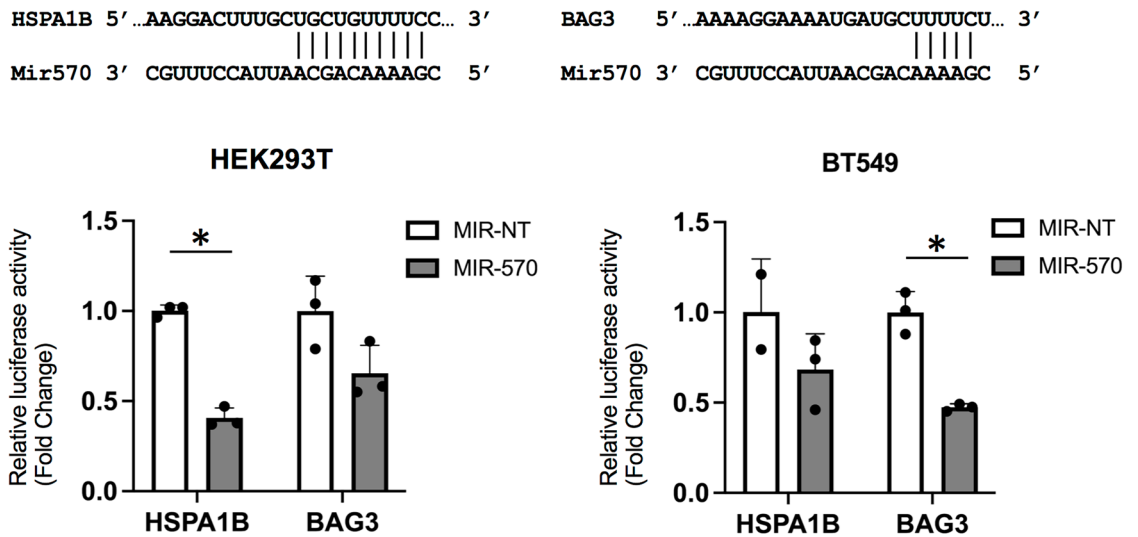 HSPA1B 5′ …AAGGACUUUGCUGCUGUUUUCC… 3′
Mir570 3′ CGUUUCCAUUAACGACAAAAGC 5′
BAG3 5′ …AAAAGGAAAAUGAUGCUUUUCU… 3′
Mir570 3′ CGUUUCCAUUAACGACAAAAGC 5′
HEK293T
Relative luciferase activity
(Fold Change)
1.5
1.0
0.5
0.0
*
MIR-NT
MIR-570
HSPA1B BAG3
BT549
Relative luciferase activity
(Fold Change)
1.5
1.0
0.5
0.0
*
MIR-NT
MIR-570
HSPA1B BAG3